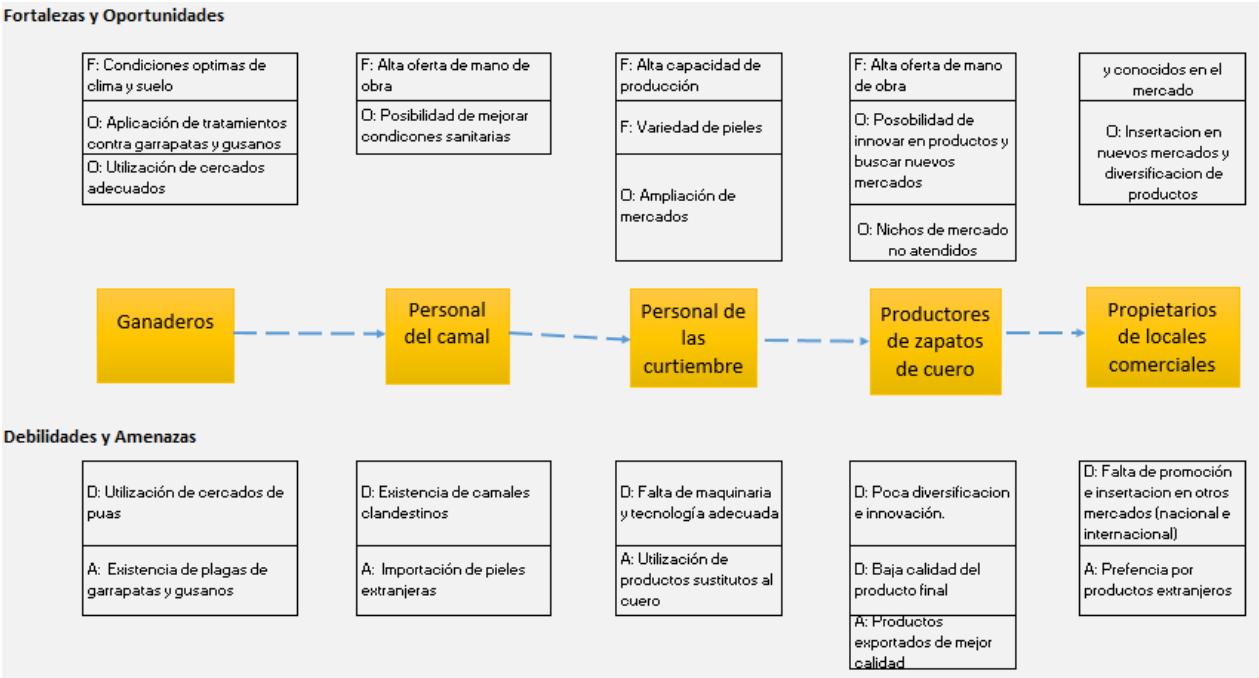 Fortalezas y Oportunidades
F: Condiciones optimas de
clima y suelo
O: Aplicación de tratamientos
contra garrapatas y gusanos
O: Utilización de cercados
adecuados
F: Alta oferta de mano de
obra
O: Posibilidad de mejorar
condicones sanitarias
F: Alta capacidad de
producción
F: Variedad de pieles
O: Ampliación de
mercados
F: Alta oferta de mano
de obra
O: Posobilidad de
innovar en productos y
buscar nuevos
mercados
O: Nichos de mercado
no atendidos
y conocidos en el
mercado
O: Insertacion en
nuevos mercados y
diversificacion de
productos
Ganaderos
Personal
del camal
Personal de
las
curtiembre
Productores
de zapatos
de cuero
Propietarios
de locales
comerciales
Debilidades y Amenazas
D: Utilización de cercados de
puas
A: Existencia de plagas de
garrapatas y gusanos
D: Existencia de camales
clandestinos
A: Importación de pieles
extranjeras
D: Falta de maquinaria
y tecnología adecuada
A: Utilización de
productos sustitutos al
cuero
D: Poca diversificacion
e innovación.
D: Baja calidad del
producto final
A: Productos
exportados de mejor
calidad
D: Falta de promoción
e insertacion en otros
mercados (nacional e
internacional)
A: Prefencia por
productos extranjeros